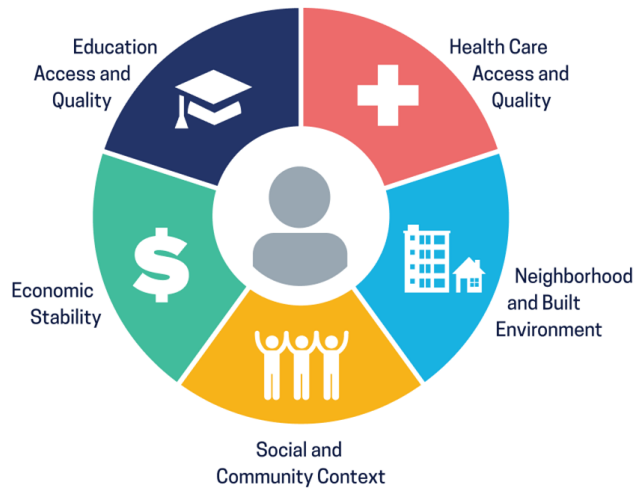 Education
Access and
Quality
Health Care
Access and
Quality
Economic
Stability
Neighborhood
and Built
Environment
Social and
Community Context